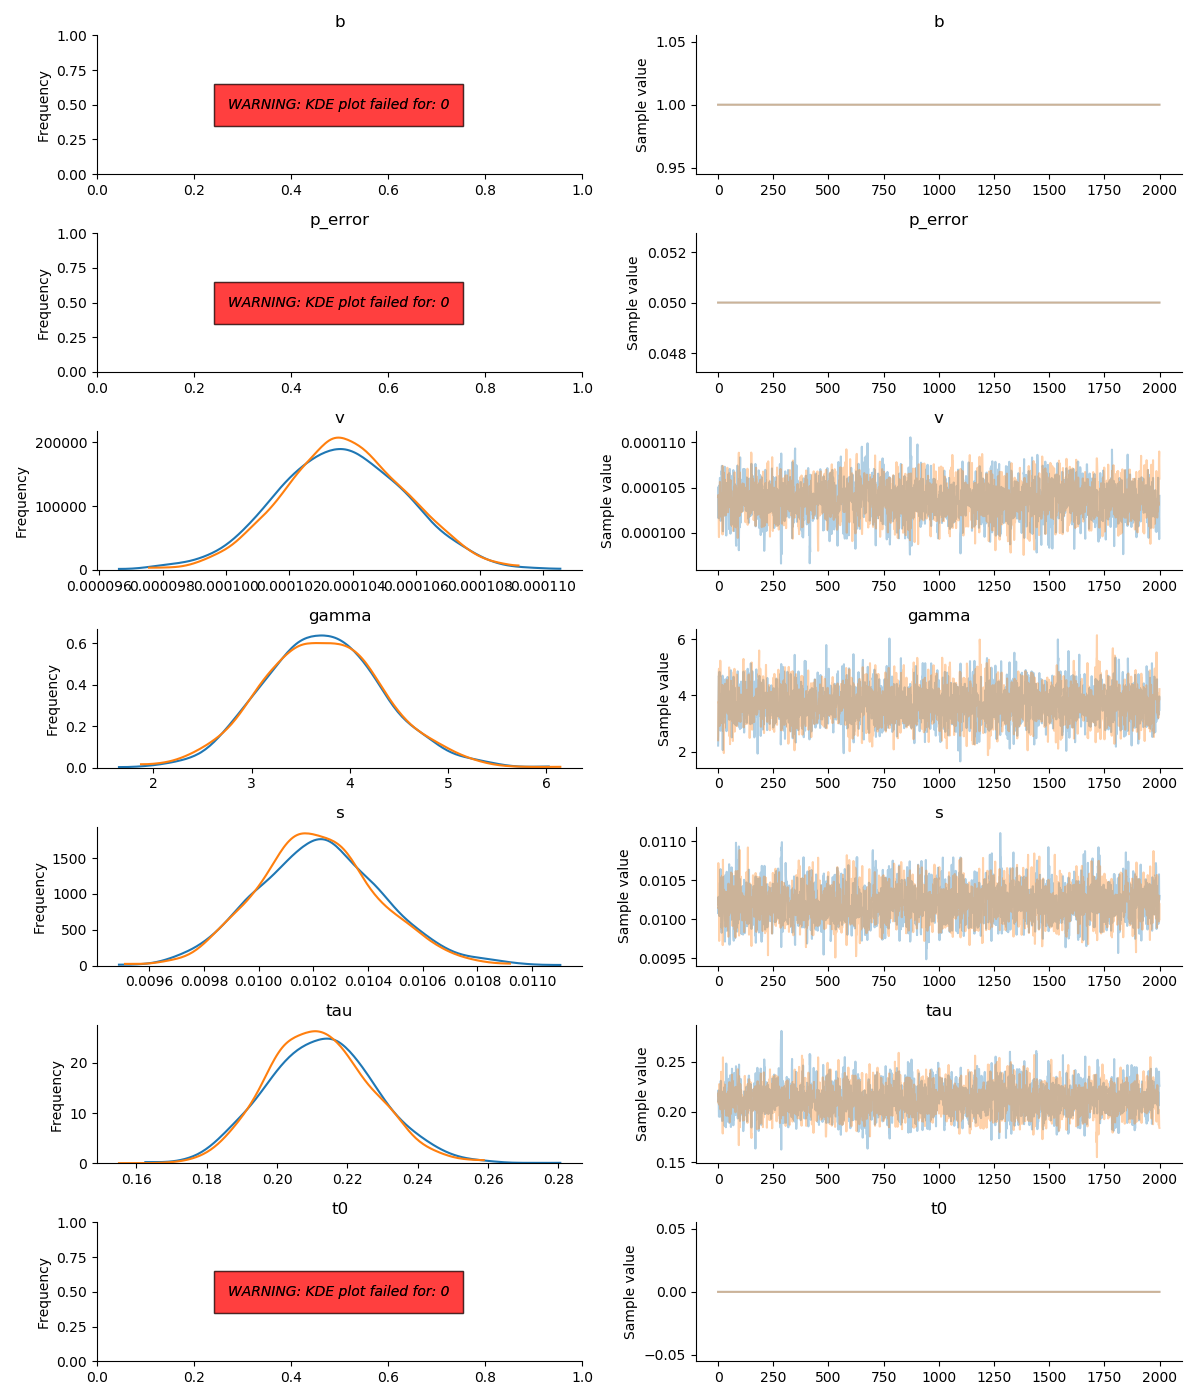 b
b
1.00
0.75
0.50
0.25
0.00
Frequency
WARNING: KDE plot failed for: 0
0.0 0.2 0.4 0.6 0.8 1.0
1.05
1.00
0.95
Sample value
0 250 500 750 1000 1250 1500 1750 2000
p_error
p_error
1.00
0.75
0.50
0.25
0.00
Frequency
WARNING: KDE plot failed for: 0
0.0 0.2 0.4 0.6 0.8 1.0
0.052
0.050
0.048
Sample value
0 250 500 750 1000 1250 1500 1750 2000
v
v
200000
100000
0
Frequency
0.000096 0.000098 0.000100 0.000102 0.000104 0.000106 0.000108 0.000110
0.000110
0.000105
0.000100
Sample value
0 250 500 750 1000 1250 1500 1750 2000
gamma
gamma
0.6
0.4
0.2
0.0
Frequency
2 3 4 5 6
6
4
2
Sample value
0 250 500 750 1000 1250 1500 1750 2000
s
s
1500
1000
500
0
Frequency
0.0096 0.0098 0.0100 0.0102 0.0104 0.0106 0.0108 0.0110
0.0110
0.0105
0.0100
0.0095
Sample value
0 250 500 750 1000 1250 1500 1750 2000
tau
tau
20
10
0
Frequency
0.16 0.18 0.20 0.22 0.24 0.26 0.28
0.25
0.20
0.15
Sample value
0 250 500 750 1000 1250 1500 1750 2000
t0
t0
1.00
0.75
0.50
0.25
0.00
Frequency
WARNING: KDE plot failed for: 0
0.0 0.2 0.4 0.6 0.8 1.0
0.05
0.00
−0.05
Sample value
0 250 500 750 1000 1250 1500 1750 2000